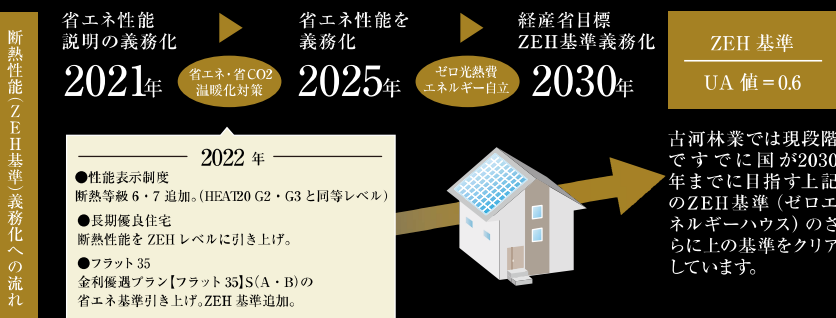 断熱性能(ZEH基準)義務化への流れ
省エネ性能
説明の義務化
2021年
省エネ・省CO2
温暖化対策
省エネ性能を
義務化
2025年
ゼロ光熱費
エネルギー自立
経産省目標
ZEH基準義務化
2030年
ZEH 基準
UA 値＝0.6
2022 年
●性能表示制度
断熱等級 6・7 追加。(HEAT20 G2・G3 と同等レベル)
●長期優良住宅
断熱性能を ZEH レベルに引き上げ。
●フラット 35
金利優遇プラン【フラット 35】S(A・B)の
省エネ基準引き上げ。ZEH 基準追加。
古河林業では現段階
ですでに国が2030
年までに目指す上記
のZEH基準（ゼロエ
ネルギーハウス）のさ
らに上の基準をクリア
しています。